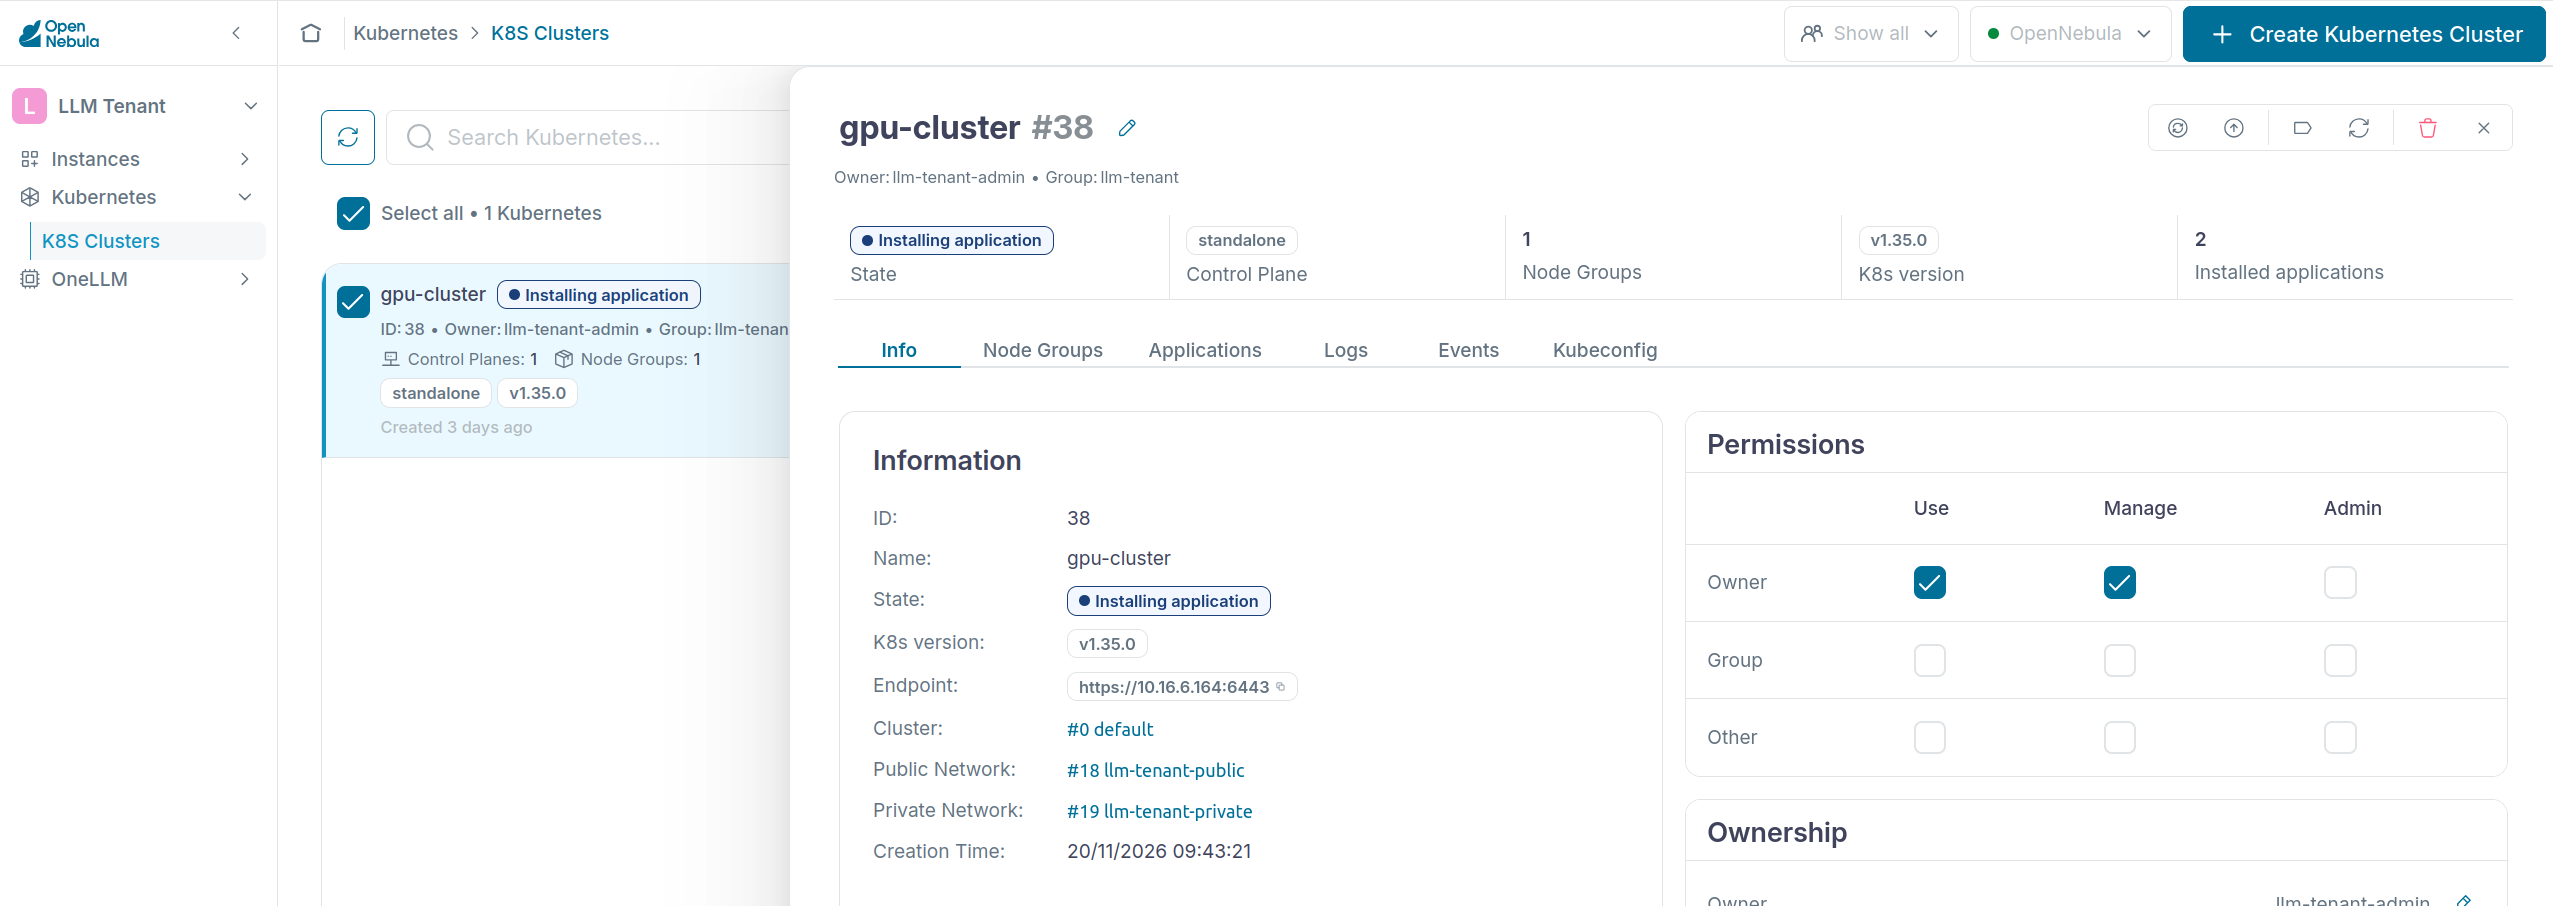 Open
Nebula
Kubernetes
K8S Clusters
Show all
OpenNebula
Create Kubernetes Cluster
L
LLM Tenant
Instances
Kubernetes
K8S Clusters
OneLLM
Search Kubernetes...
Select all • 1 Kubernetes
gpu-cluster
Installing application
ID: 38 • Owner: llm-tenant-admin • Group: llm-tenan
Control Planes: 1
Node Groups: 1
standalone
v1.35.0
Created 3 days ago
gpu-cluster #38
Owner: llm-tenant-admin • Group: llm-tenant
Installing application
State
standalone
Control Plane
1
Node Groups
v1.35.0
K8s version
2
Installed applications
Info
Node Groups
Applications
Logs
Events
Kubeconfig
Information
ID: 38
Name: gpu-cluster
State: Installing application
K8s version: v1.35.0
Endpoint: https://10.16.6.164:6443
Cluster: #0 default
Public Network: #18 llm-tenant-public
Private Network: #19 llm-tenant-private
Creation Time: 20/11/2026 09:43:21
Permissions
Use Manage Admin
Owner
Group
Other
Ownership
Owner llm-tenant-admin